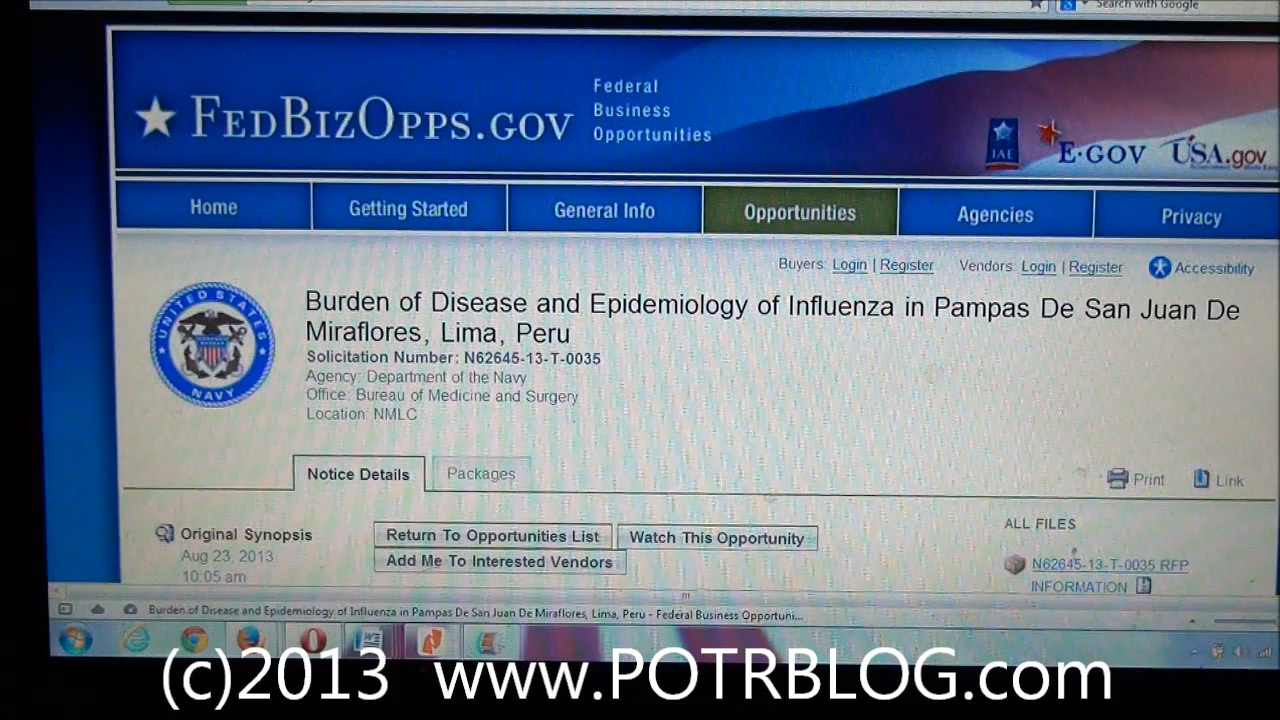 Search with Google
FEDBIZOPPS.GOV
Federal
Business
Opportunities
IAE
E-GOV
USA.gov
Home
Getting Started
General Info
Opportunities
Agencies
Privacy
Buyers: Login | Register
Vendors: Login | Register
Accessibility
UNITED STATES
NAVY
Burden of Disease and Epidemiology of Influenza in Pampas De San Juan De
Miraflores, Lima, Peru
Solicitation Number: N62645-13-T-0035
Agency: Department of the Navy
Office: Bureau of Medicine and Surgery
Location: NMLC
Notice Details
Packages
Print
Link
Original Synopsis
Aug 23, 2013
10:05 am
Return To Opportunities List
Watch This Opportunity
Add Me To Interested Vendors
ALL FILES
N62645-13-T-0035 RFP
INFORMATION
Burden of Disease and Epidemiology of Influenza in Pampas De San Juan De Miraflores, Lima, Peru - Federal Business Opportuni...
(c)2013 www.POTRBLOG.com